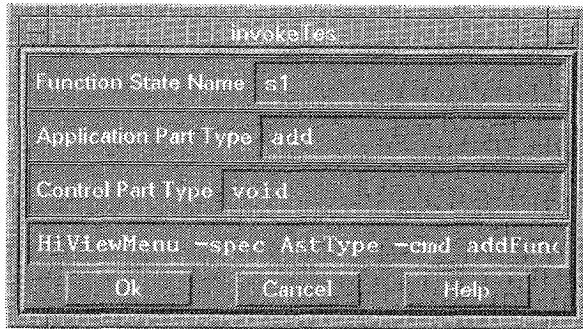 invokeTes
Function State Name s1
Application Part Type add
Control Part Type void
HiViewMenu -spec AstType -cmd addFunc
Ok Cancel Help